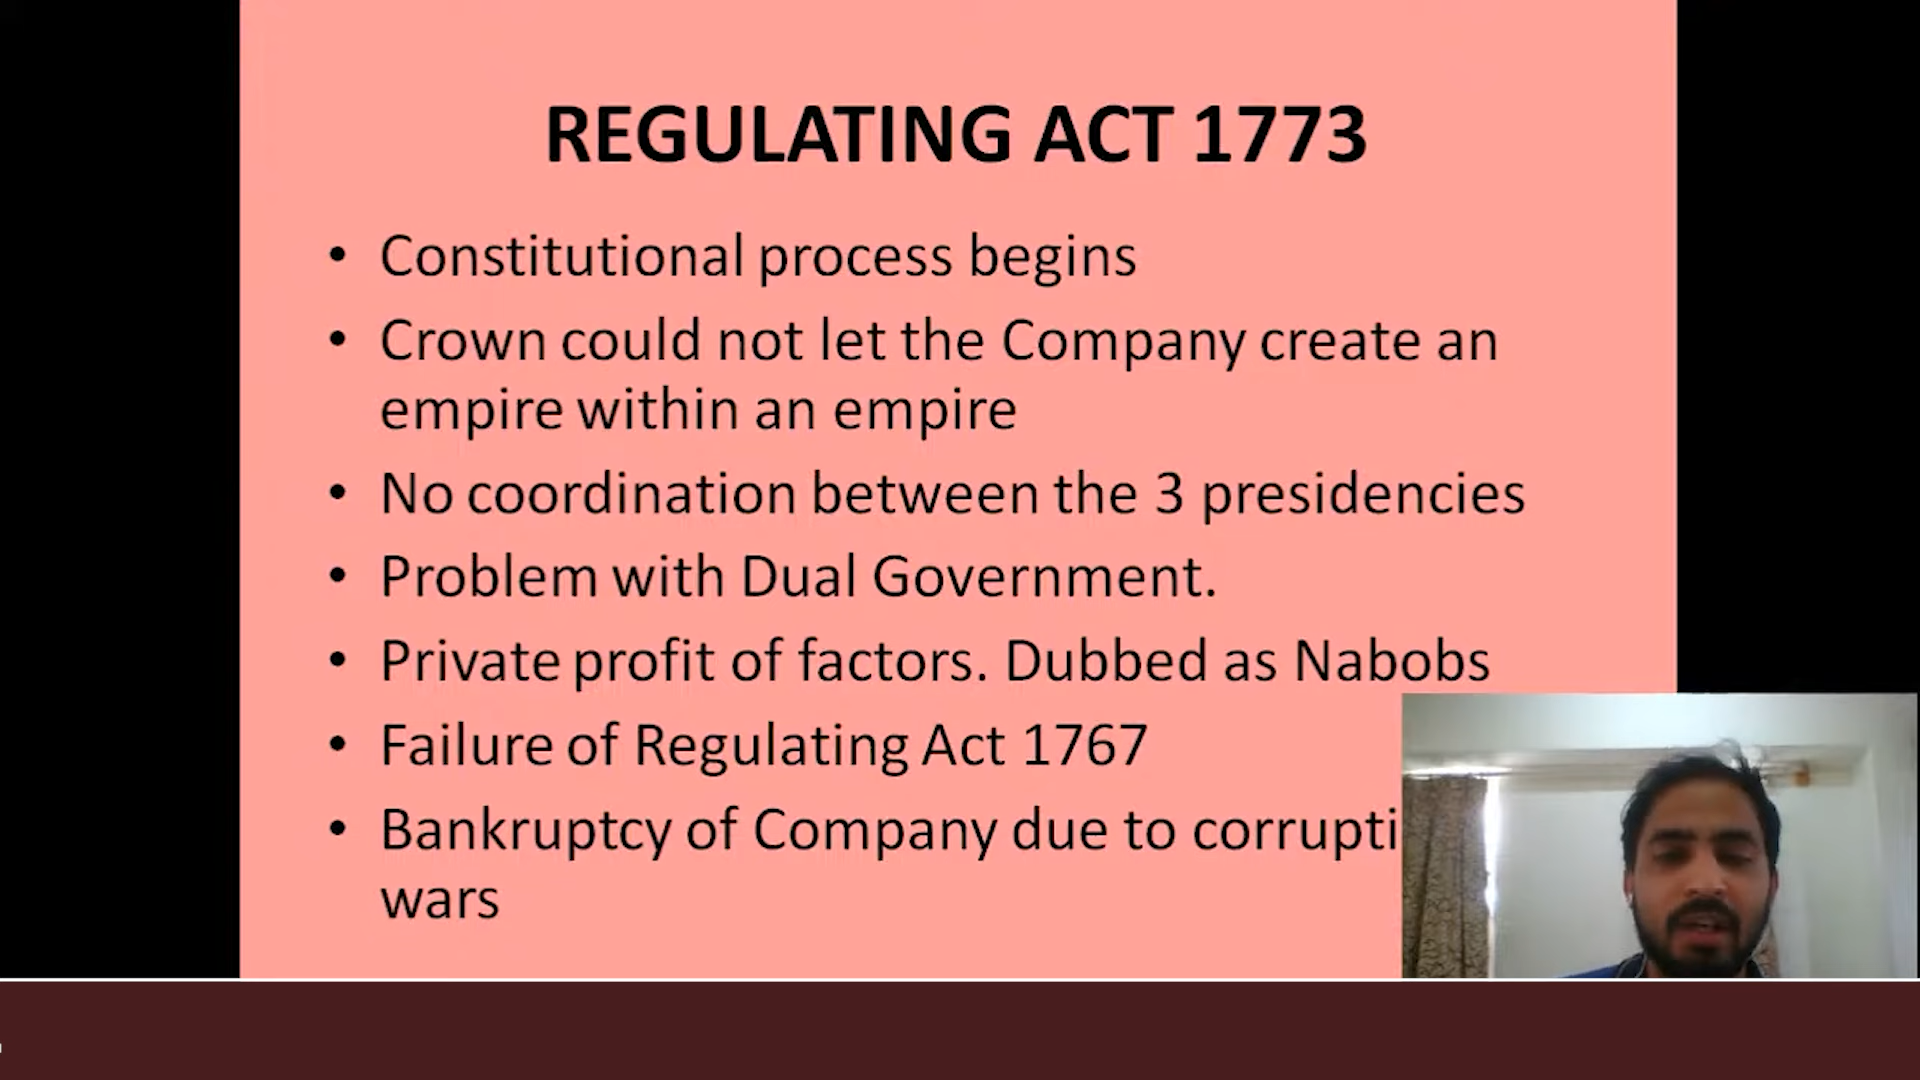 REGULATING ACT 1773
• Constitutional process begins
• Crown could not let the Company create an
empire within an empire
• No coordination between the 3 presidencies
• Problem with Dual Government.
• Private profit of factors. Dubbed as Nabobs
• Failure of Regulating Act 1767
• Bankruptcy of Company due to corrupti
wars